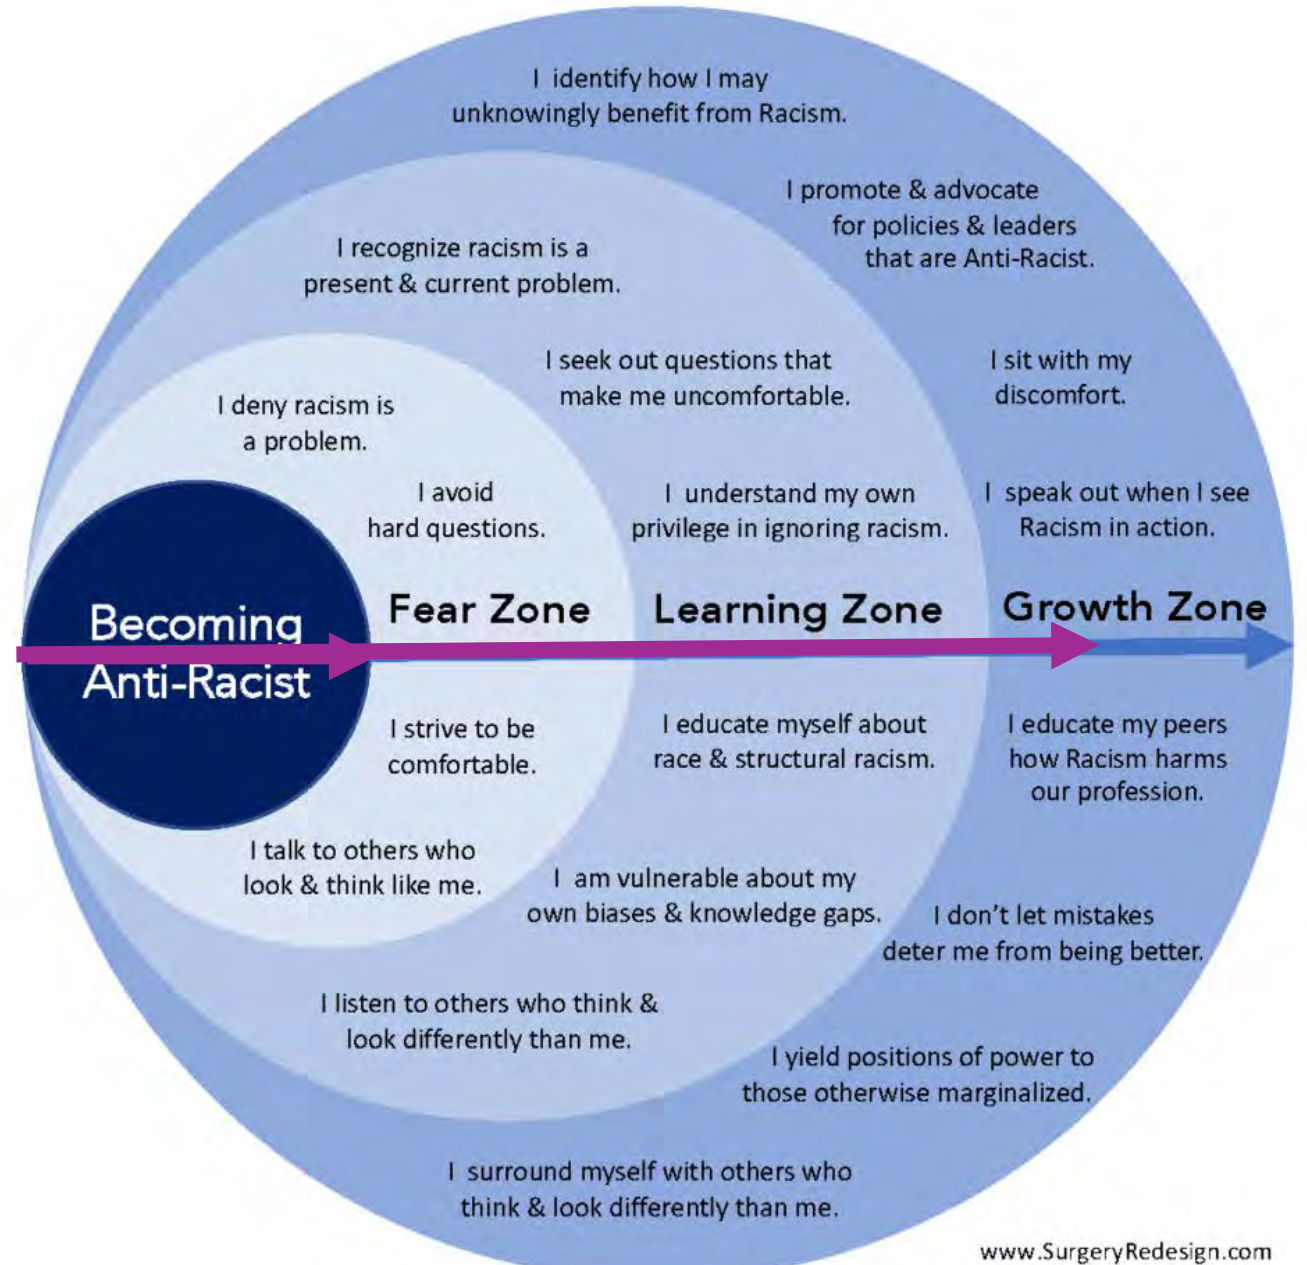 I identify how I may
unknowingly benefit from Racism.
I promote & advocate
for policies & leaders
that are Anti-Racist.
I recognize racism is a
present & current problem.
I seek out questions that
make me uncomfortable.
I sit with my
discomfort.
I deny racism is
a problem.
I avoid
hard questions.
I understand my own
privilege in ignoring racism.
I speak out when I see
Racism in action.
Becoming
Anti-Racist
Fear Zone
Learning Zone
Growth Zone
I strive to be
comfortable.
I educate myself about
race & structural racism.
I educate my peers
how Racism harms
our profession.
I talk to others who
look & think like me.
I am vulnerable about my
own biases & knowledge gaps.
I don't let mistakes
deter me from being better.
I listen to others who think &
look differently than me.
I yield positions of power to
those otherwise marginalized.
I surround myself with others who
think & look differently than me.
www.SurgeryRedesign.com